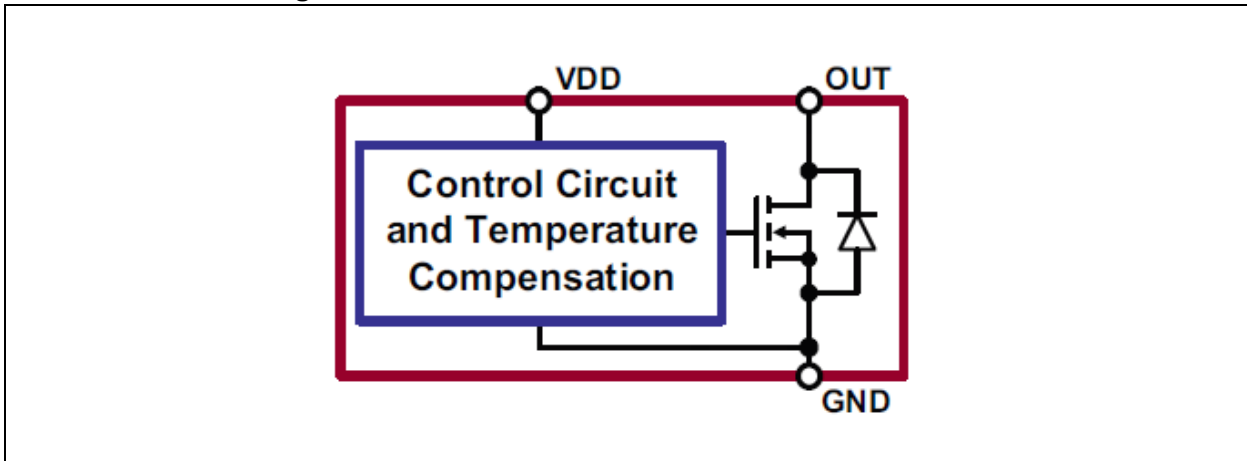 VDD
OUT
Control Circuit
and Temperature
Compensation
GND